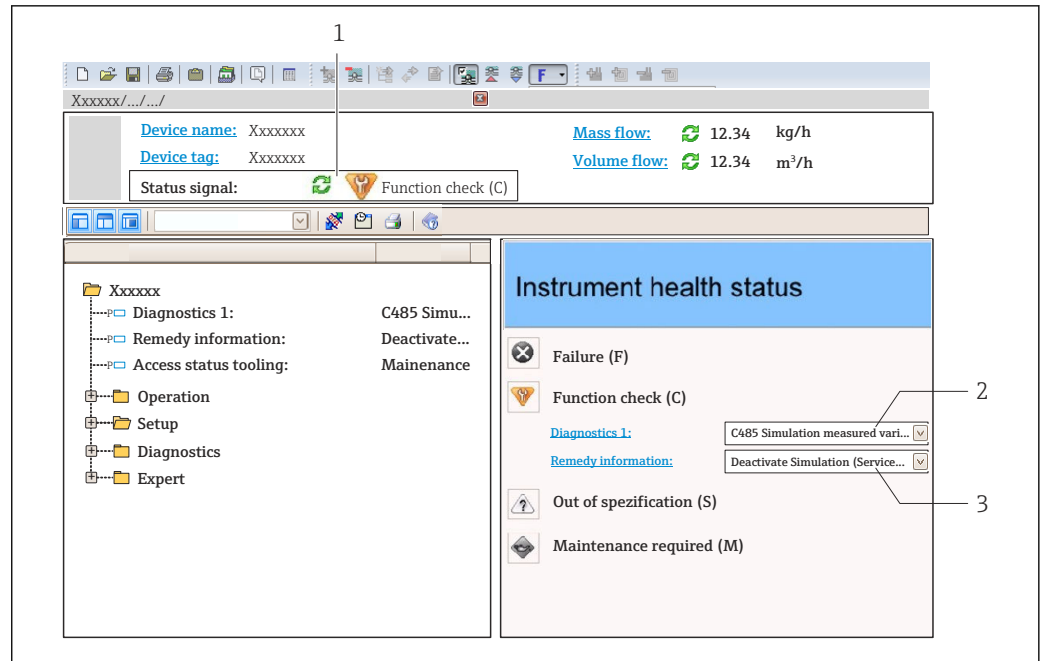 1
F
Xxxxxx/.../.../
Device name: Xxxxxxx
Mass flow: 12.34 kg/h
Device tag: Xxxxxxx
Volume flow: 12.34 m³/h
Status signal: Function check (C)
Xxxxxx
Diagnostics 1: C485 Simu...
Remedy information: Deactivate...
Access status tooling: Mainenance
Operation
Setup
Diagnostics
Expert
Instrument health status
Failure (F)
Function check (C)
Diagnostics 1: C485 Simulation measured vari...
2
Remedy information: Deactivate Simulation (Service...
3
Out of spezification (S)
Maintenance required (M)